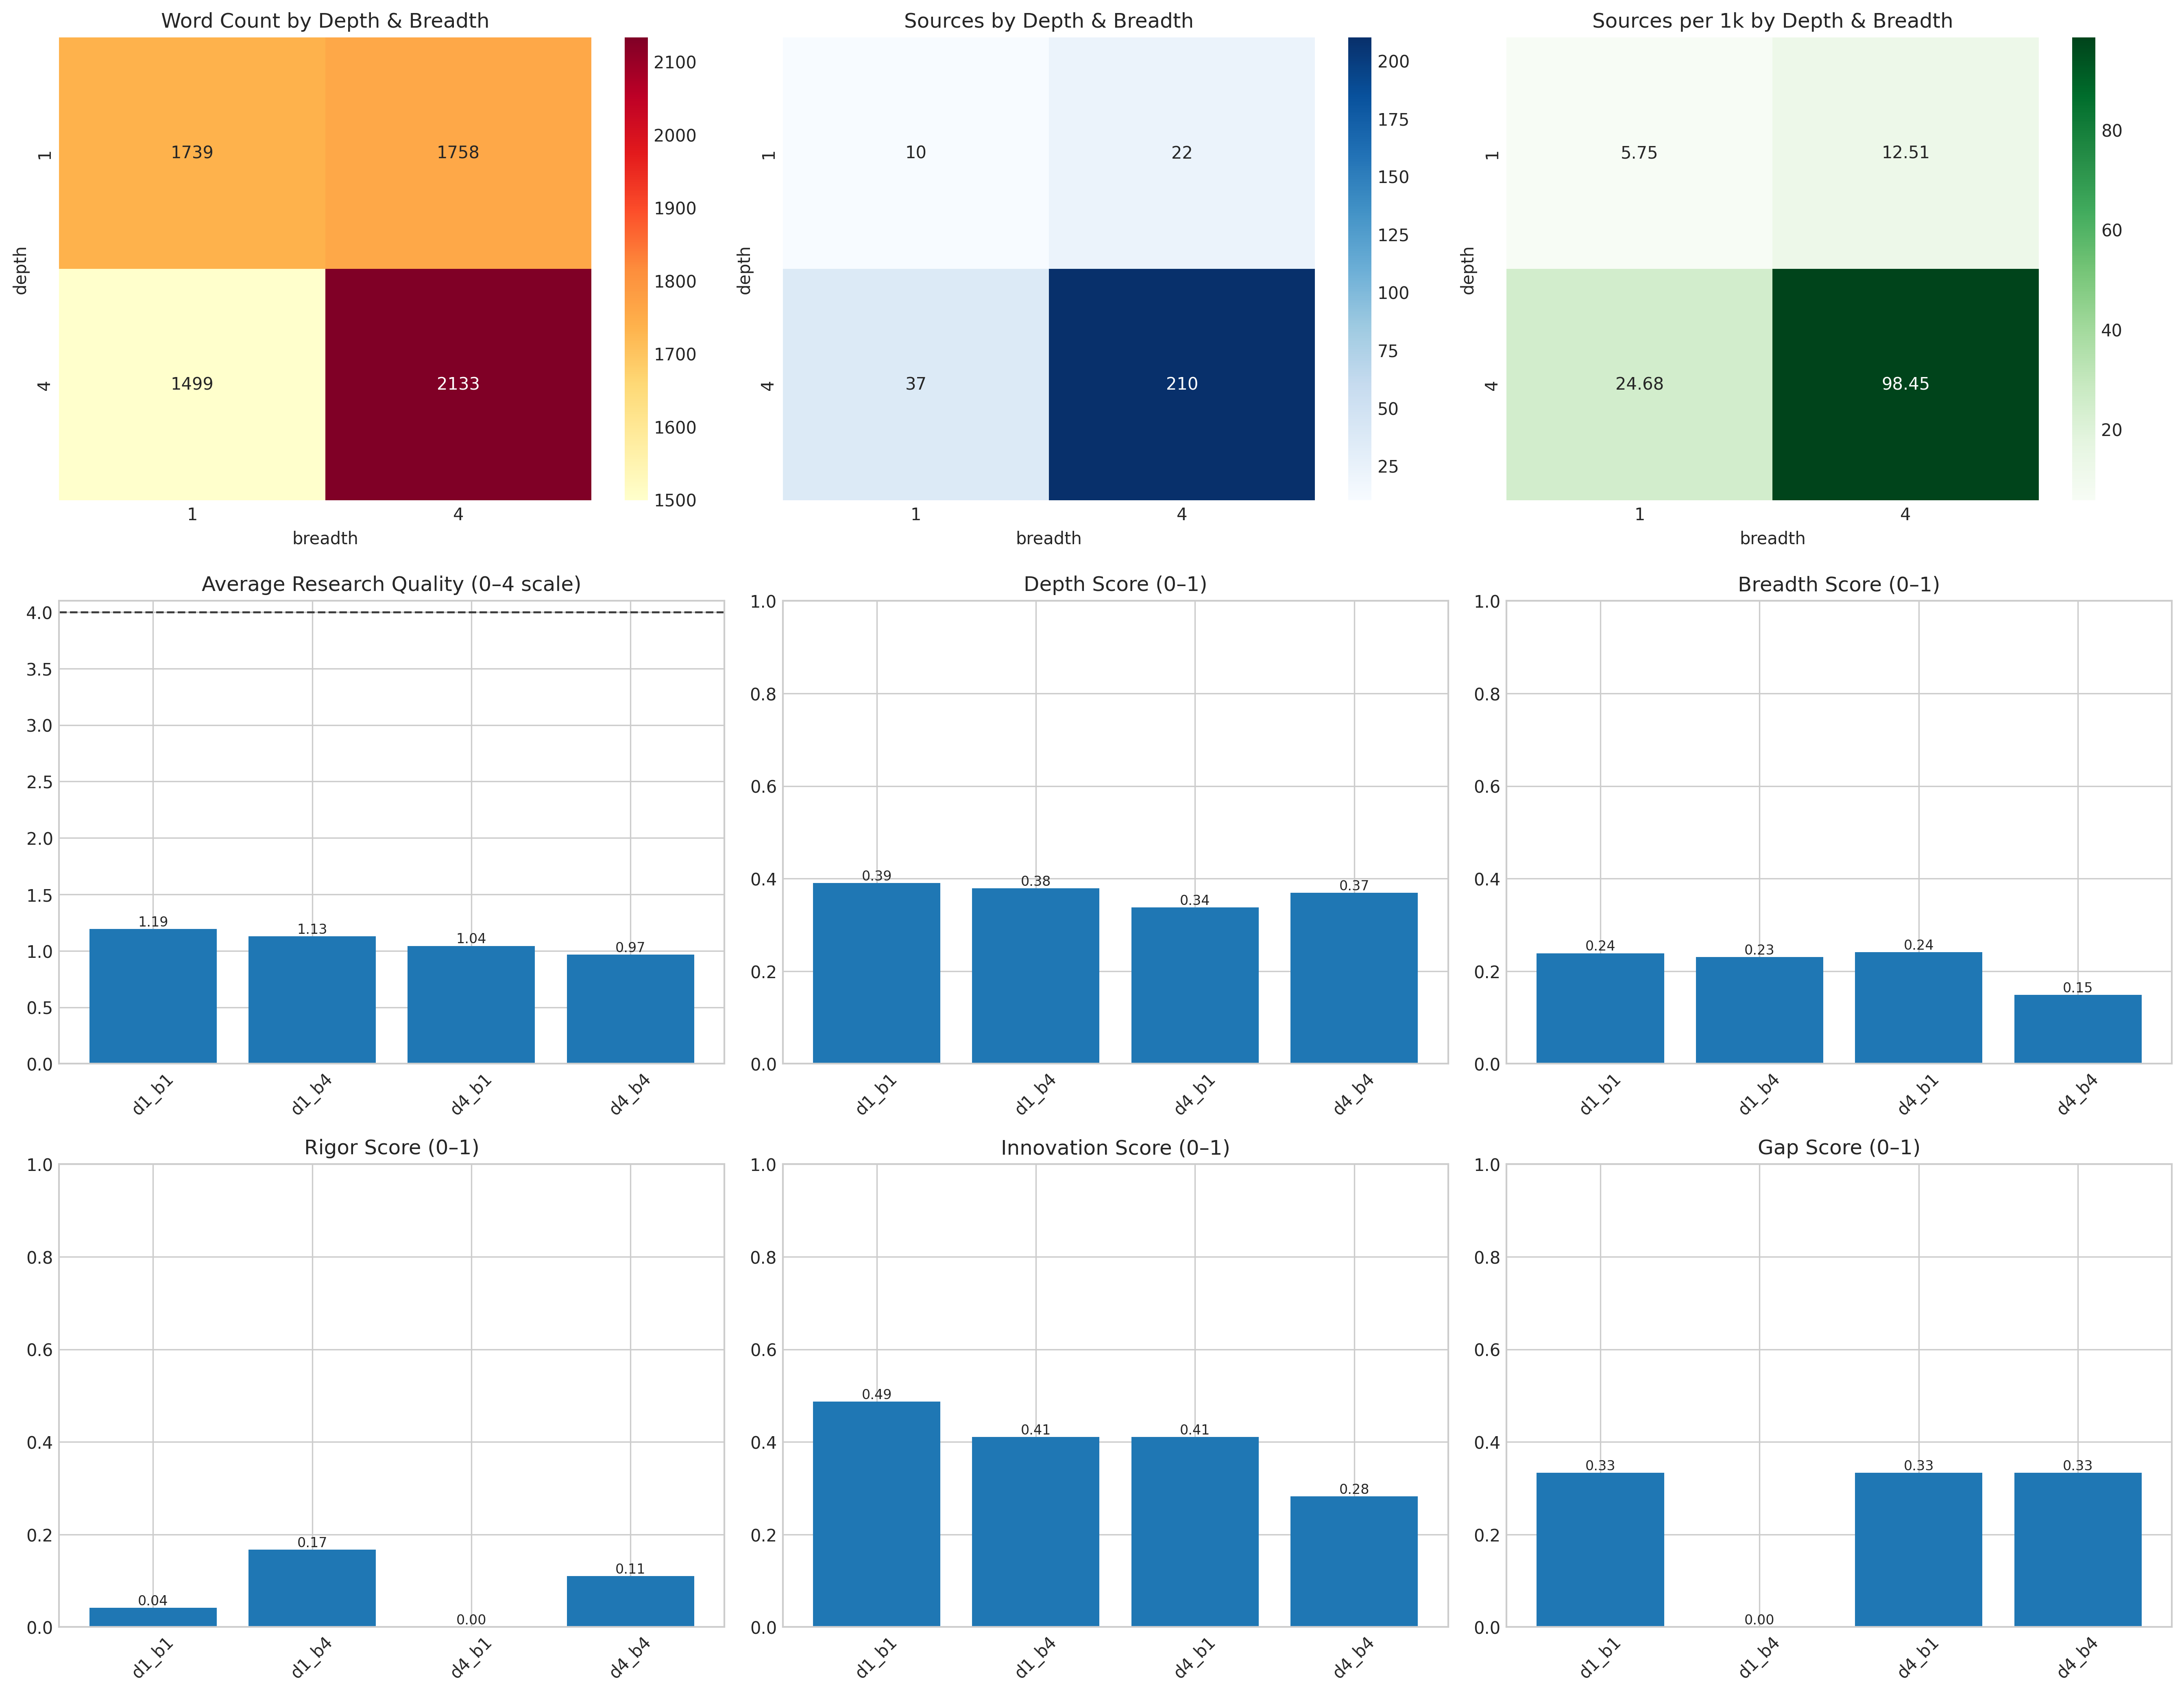 Word Count by Depth & Breadth
1739
1758
1499
2133
1
4
depth
1
4
breadth
2100
2000
1900
1800
1700
1600
1500
Sources by Depth & Breadth
10
22
37
210
1
4
depth
1
4
breadth
200
175
150
125
100
75
50
25
Sources per 1k by Depth & Breadth
5.75
12.51
24.68
98.45
1
4
depth
1
4
breadth
80
60
40
20
Average Research Quality (0–4 scale)
4.0
3.5
3.0
2.5
2.0
1.5
1.0
0.5
0.0
1.19
1.13
1.04
0.97
d1_b1
d1_b4
d4_b1
d4_b4
Depth Score (0–1)
1.0
0.8
0.6
0.4
0.2
0.0
0.39
0.38
0.34
0.37
d1_b1
d1_b4
d4_b1
d4_b4
Breadth Score (0–1)
1.0
0.8
0.6
0.4
0.2
0.0
0.24
0.23
0.24
0.15
d1_b1
d1_b4
d4_b1
d4_b4
Rigor Score (0–1)
1.0
0.8
0.6
0.4
0.2
0.0
0.04
0.17
0.00
0.11
d1_b1
d1_b4
d4_b1
d4_b4
Innovation Score (0–1)
1.0
0.8
0.6
0.4
0.2
0.0
0.49
0.41
0.41
0.28
d1_b1
d1_b4
d4_b1
d4_b4
Gap Score (0–1)
1.0
0.8
0.6
0.4
0.2
0.0
0.33
0.00
0.33
0.33
d1_b1
d1_b4
d4_b1
d4_b4